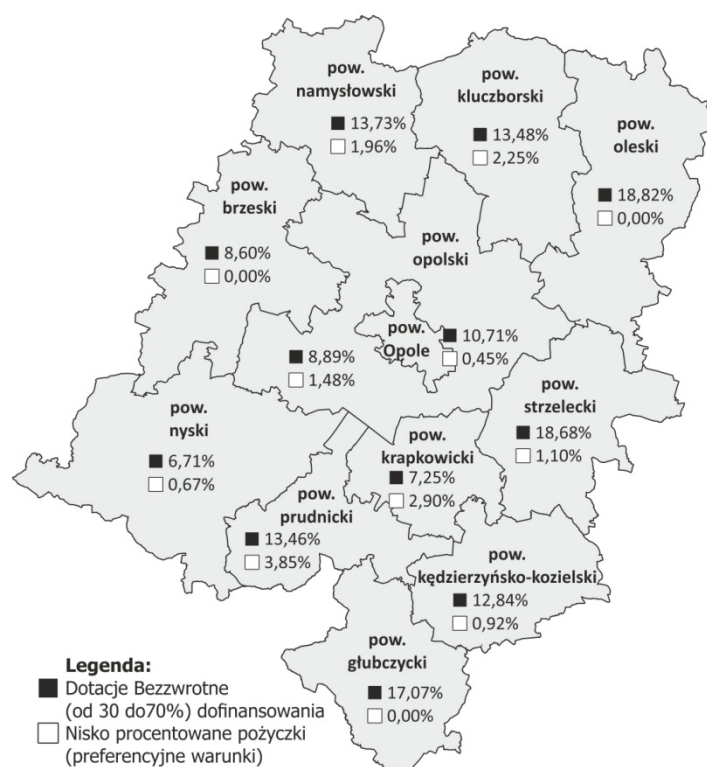 pow.
namysłowski
■ 13,73%
□ 1,96%
pow.
kluczborski
■ 13,48%
□ 2,25%
pow.
oleski
■ 18,82%
□ 0,00%
pow.
brzeski
■ 8,60%
□ 0,00%
pow.
opolski
■ 8,89%
□ 1,48%
pow.
Opole
■ 10,71%
□ 0,45%
pow.
strzelecki
■ 18,68%
□ 1,10%
pow.
nyski
■ 6,71%
□ 0,67%
pow.
krapkowicki
■ 7,25%
□ 2,90%
pow.
prudnicki
■ 13,46%
□ 3,85%
pow.
kędzierzyńsko-kozielski
■ 12,84%
□ 0,92%
pow.
głubczycki
■ 17,07%
□ 0,00%
Legenda:
■ Dotacje Bezzwrotne
(od 30 do70%) dofinansowania
□ Nisko procentowane pożyczki
(preferencyjne warunki)